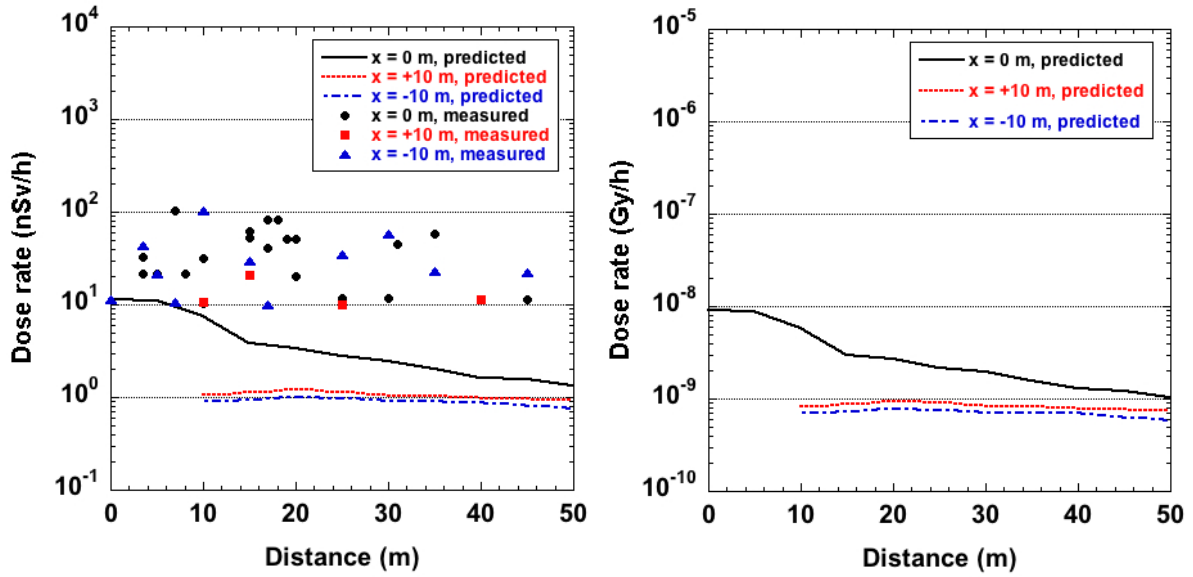 10^4
10^3
10^2
10^1
10^0
10^-1
Dose rate (nSv/h)
x = 0 m, predicted
x = +10 m, predicted
x = -10 m, predicted
x = 0 m, measured
x = +10 m, measured
x = -10 m, measured
0 10 20 30 40 50
Distance (m)
10^-5
10^-6
10^-7
10^-8
10^-9
10^-10
Dose rate (Gy/h)
x = 0 m, predicted
x = +10 m, predicted
x = -10 m, predicted
0 10 20 30 40 50
Distance (m)